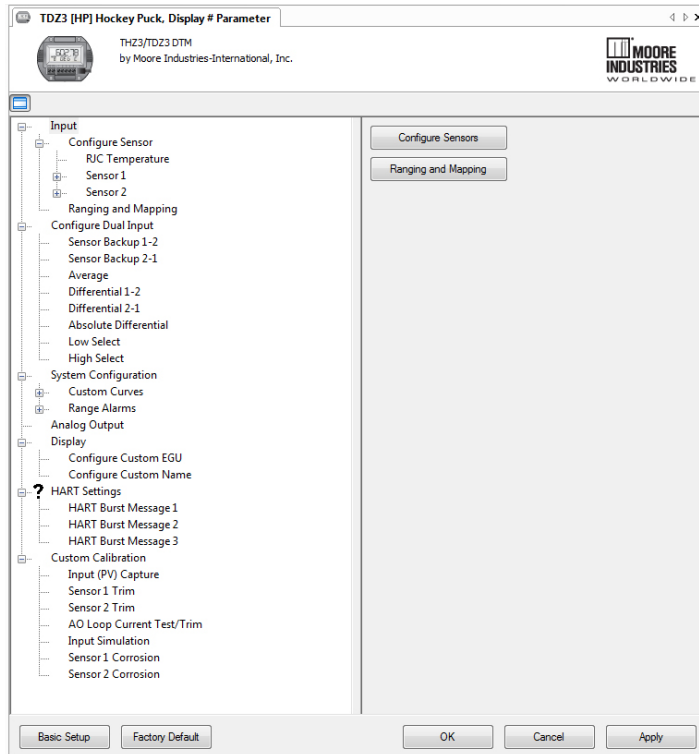 TDZ3 [HP] Hockey Puck, Display # Parameter
THZ3/TDZ3 DTM
by Moore Industries-International, Inc.
MOORE
INDUSTRIES
WORLDWIDE
Input
Configure Sensors
Configure Sensor
RJC Temperature
Ranging and Mapping
Sensor 1
Sensor 2
Ranging and Mapping
Configure Dual Input
Sensor Backup 1-2
Sensor Backup 2-1
Average
Differential 1-2
Differential 2-1
Absolute Differential
Low Select
High Select
System Configuration
Custom Curves
Range Alarms
Analog Output
Display
Configure Custom EGU
Configure Custom Name
? HART Settings
HART Burst Message 1
HART Burst Message 2
HART Burst Message 3
Custom Calibration
Input (PV) Capture
Sensor 1 Trim
Sensor 2 Trim
AO Loop Current Test/Trim
Input Simulation
Sensor 1 Corrosion
Sensor 2 Corrosion
Basic Setup
Factory Default
OK
Cancel
Apply